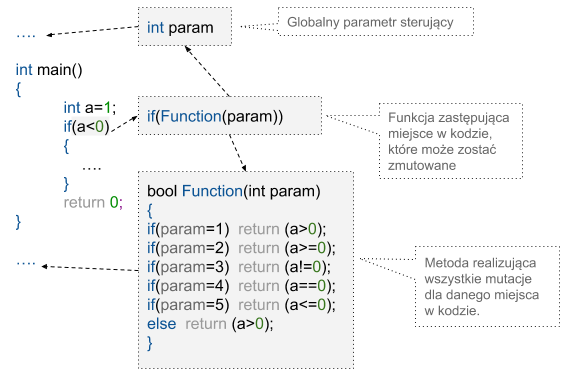 ....
int main()
{
int a=1;
if(a<0)
{
....
}
return 0;
}
....
int param
Globalny parametr sterujący
if(Function(param))
Funkcja zastępująca
miejsce w kodzie,
które może zostać
zmutowane
bool Function(int param)
{
if(param=1) return (a>0);
if(param=2) return (a>=0);
if(param=3) return (a!=0);
if(param=4) return (a==0);
if(param=5) return (a<=0);
else return (a>0);
}
Metoda realizująca
wszystkie mutacje
dla danego miejsca
w kodzie.